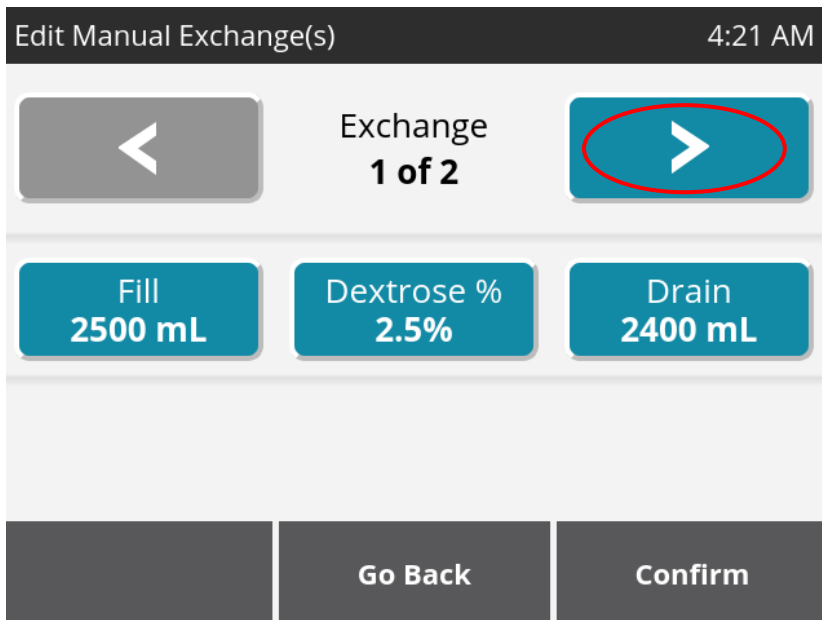 Edit Manual Exchange(s) 4:21 AM
<
Exchange
1 of 2
>
Fill
2500 mL
Dextrose %
2.5%
Drain
2400 mL
Go Back
Confirm